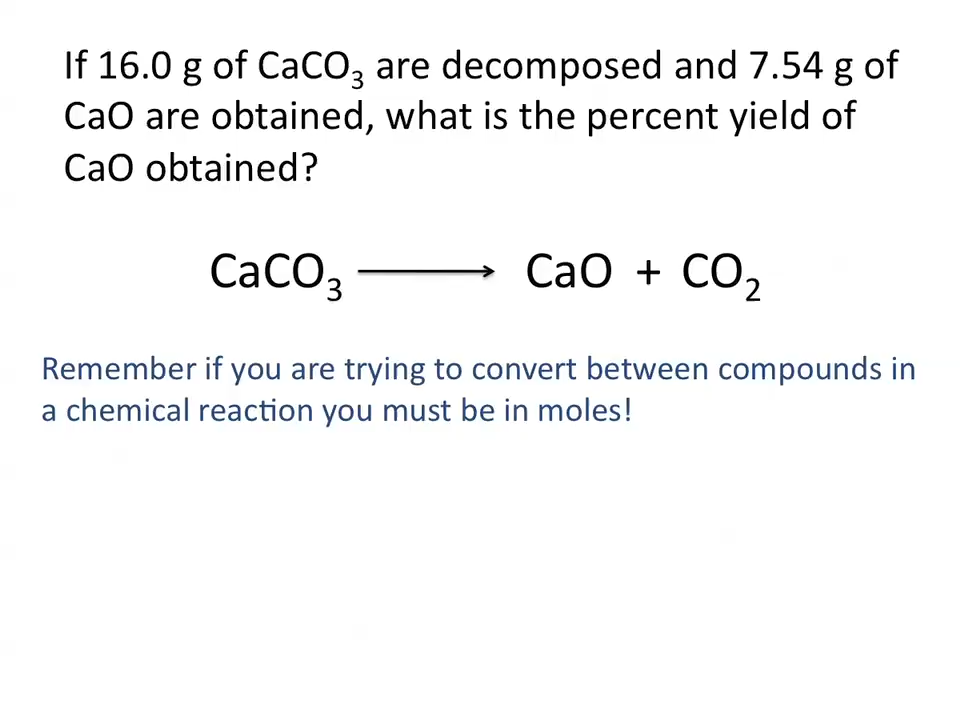 If 16.0 g of CaCO₃ are decomposed and 7.54 g of
CaO are obtained, what is the percent yield of
CaO obtained?
CaCO₃ ⟶ CaO + CO₂
Remember if you are trying to convert between compounds in
a chemical reaction you must be in moles!